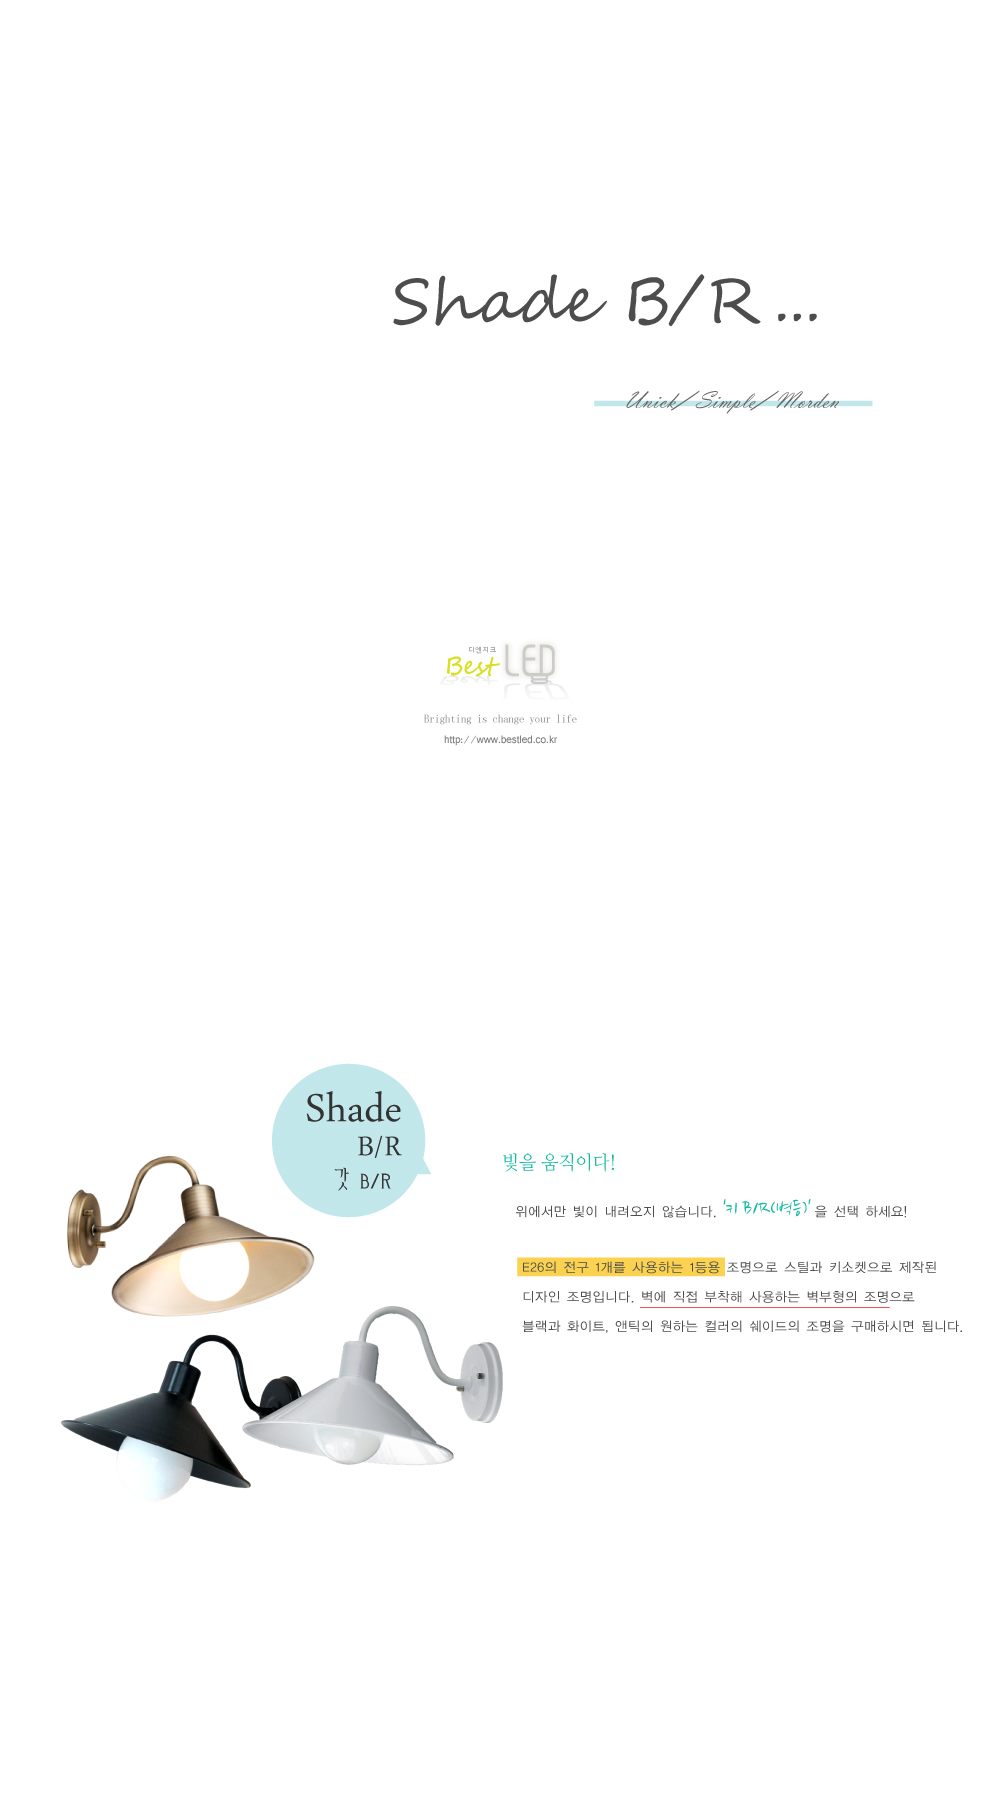 Shade B/R ...
Unick/ Simple/ Morden
디앤지크
Best LED
Brighting is change your life
http://www.bestled.co.kr
Shade
B/R
갓 B/R
빛을 움직이다!
위에서만 빛이 내려오지 않습니다. '키 B/R(벽등)' 을 선택 하세요!
E26의 전구 1개를 사용하는 1등용 조명으로 스틸과 키소켓으로 제작된
디자인 조명입니다. 벽에 직접 부착해 사용하는 벽부형의 조명으로
블랙과 화이트, 앤틱의 원하는 컬러의 쉐이드의 조명을 구매하시면 됩니다.